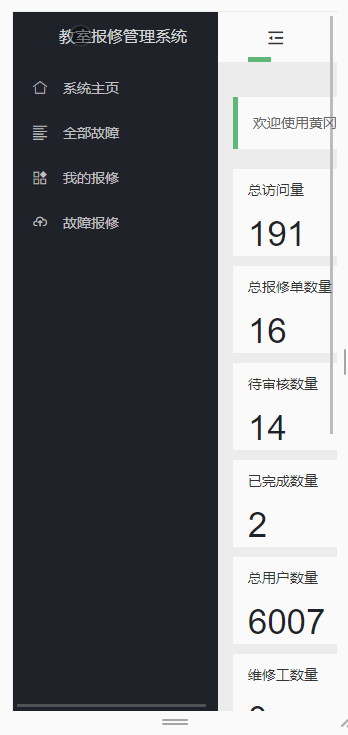 教室报修管理系统
系统主页
全部故障
我的报修
故障报修
欢迎使用黄冈
总访问量
191
总报修单数量
16
待审核数量
14
已完成数量
2
总用户数量
6007
维修工数量